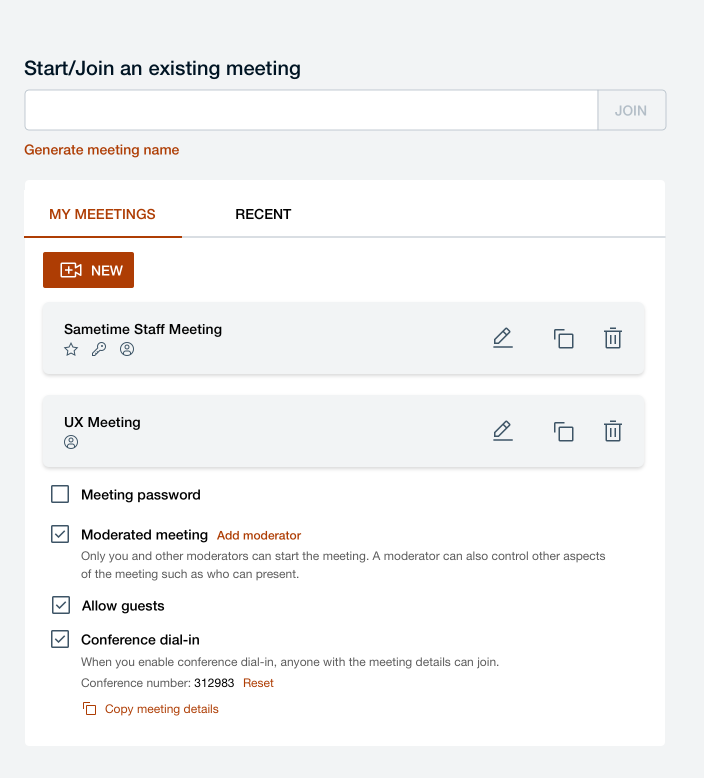 Start/Join an existing meeting
JOIN
Generate meeting name
MY MEEETINGS
RECENT
NEW
Sametime Staff Meeting
UX Meeting
Meeting password
Moderated meeting Add moderator
Only you and other moderators can start the meeting. A moderator can also control other aspects
of the meeting such as who can present.
Allow guests
Conference dial-in
When you enable conference dial-in, anyone with the meeting details can join.
Conference number: 312983 Reset
Copy meeting details